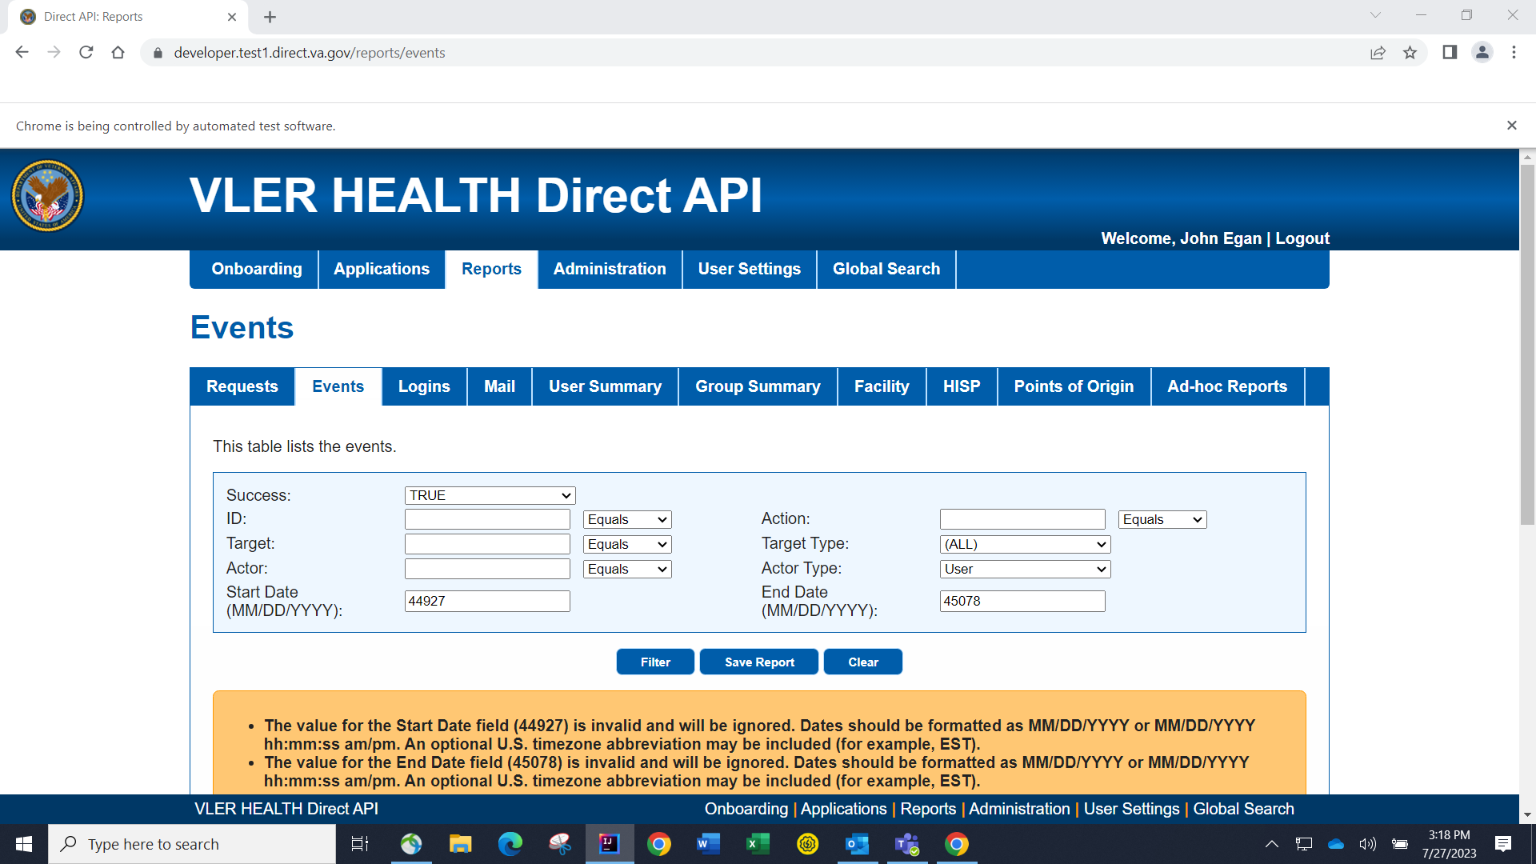 Direct API: Reports
developer.test1.direct.va.gov/reports/events
Chrome is being controlled by automated test software.
VLER HEALTH Direct API
Welcome, John Egan | Logout
Onboarding Applications Reports Administration User Settings Global Search
Events
Requests Events Logins Mail User Summary Group Summary Facility HISP Points of Origin Ad-hoc Reports
This table lists the events.
Success: TRUE
ID: Equals Action: Equals
Target: Equals Target Type: (ALL)
Actor: Equals Actor Type: User
Start Date (MM/DD/YYYY): 44927 End Date (MM/DD/YYYY): 45078
Filter Save Report Clear
• The value for the Start Date field (44927) is invalid and will be ignored. Dates should be formatted as MM/DD/YYYY or MM/DD/YYYY
hh:mm:ss am/pm. An optional U.S. timezone abbreviation may be included (for example, EST).
• The value for the End Date field (45078) is invalid and will be ignored. Dates should be formatted as MM/DD/YYYY or MM/DD/YYYY
hh:mm:ss am/pm. An optional U.S. timezone abbreviation may be included (for example, EST).
VLER HEALTH Direct API Onboarding | Applications | Reports | Administration | User Settings | Global Search
Type here to search
3:18 PM
7/27/2023